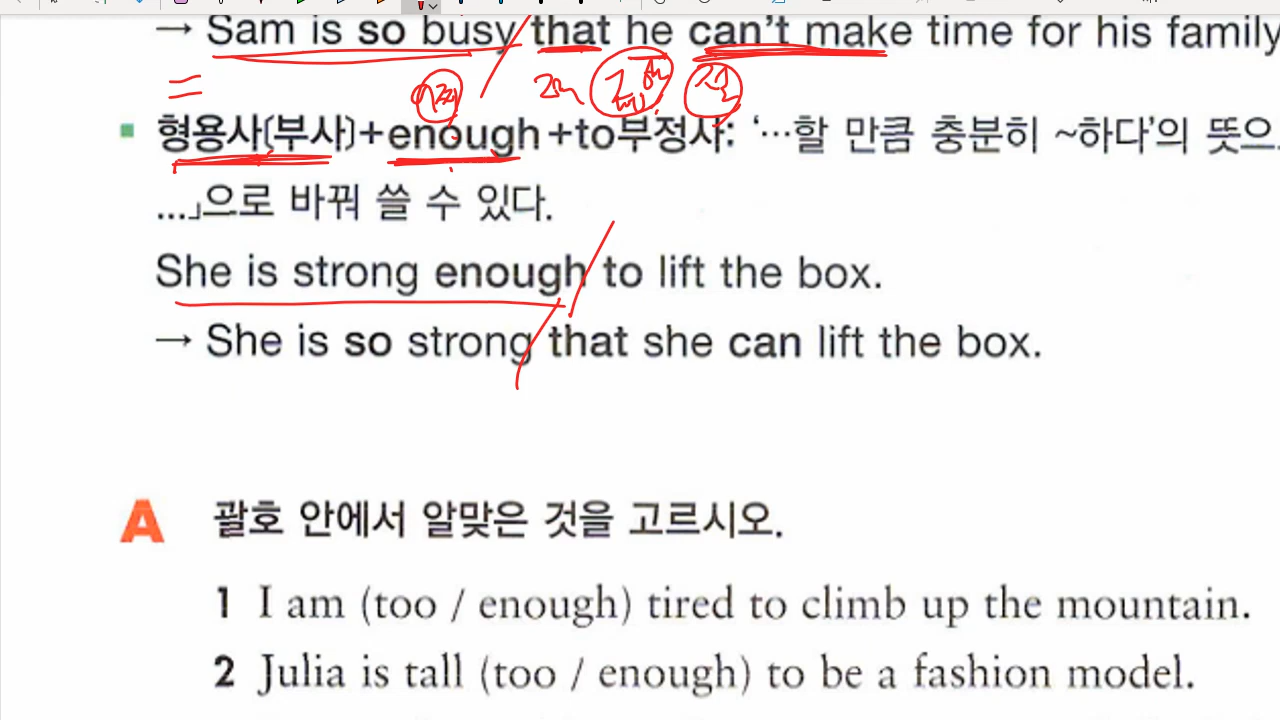 → Sam is so busy that he can't make time for his family
형용사(부사)+enough+to부정사: '…할 만큼 충분히 ~하다'의 뜻으
...」으로 바꿔 쓸 수 있다.
She is strong enough to lift the box.
→ She is so strong that she can lift the box.
A 괄호 안에서 알맞은 것을 고르시오.
1 I am (too / enough) tired to climb up the mountain.
2 Julia is tall (too / enough) to be a fashion model.